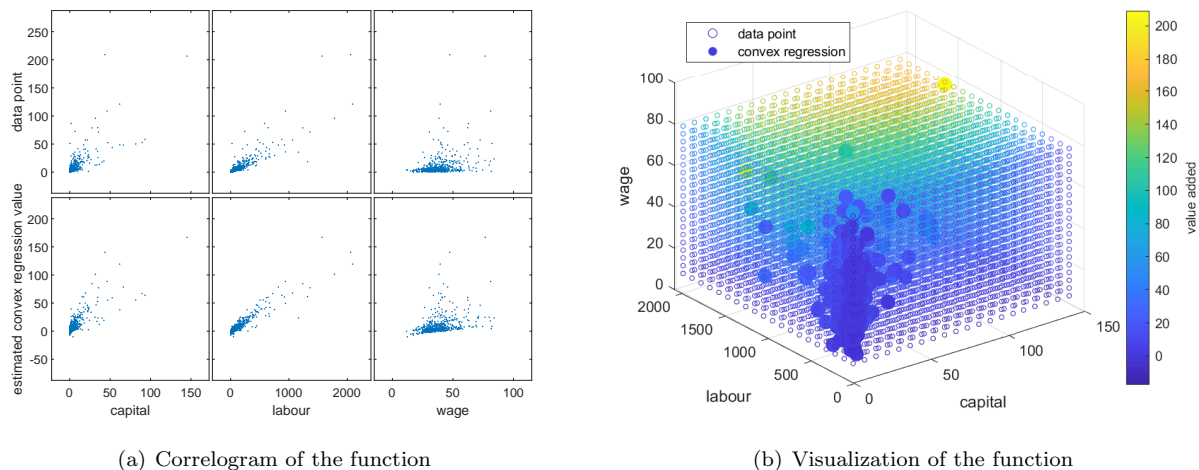 250
200
150
100
50
0
data point
200
150
100
50
0
-50
estimated convex regression value
0 50 100 150
capital
0 1000 2000
labour
0 50 100
wage
(a) Correlogram of the function
data point
convex regression
100
80
60
40
20
0
wage
2000
1500
1000
500
0
labour
0
50
100
150
capital
200
180
160
140
120
100
80
60
40
20
0
value added
(b) Visualization of the function